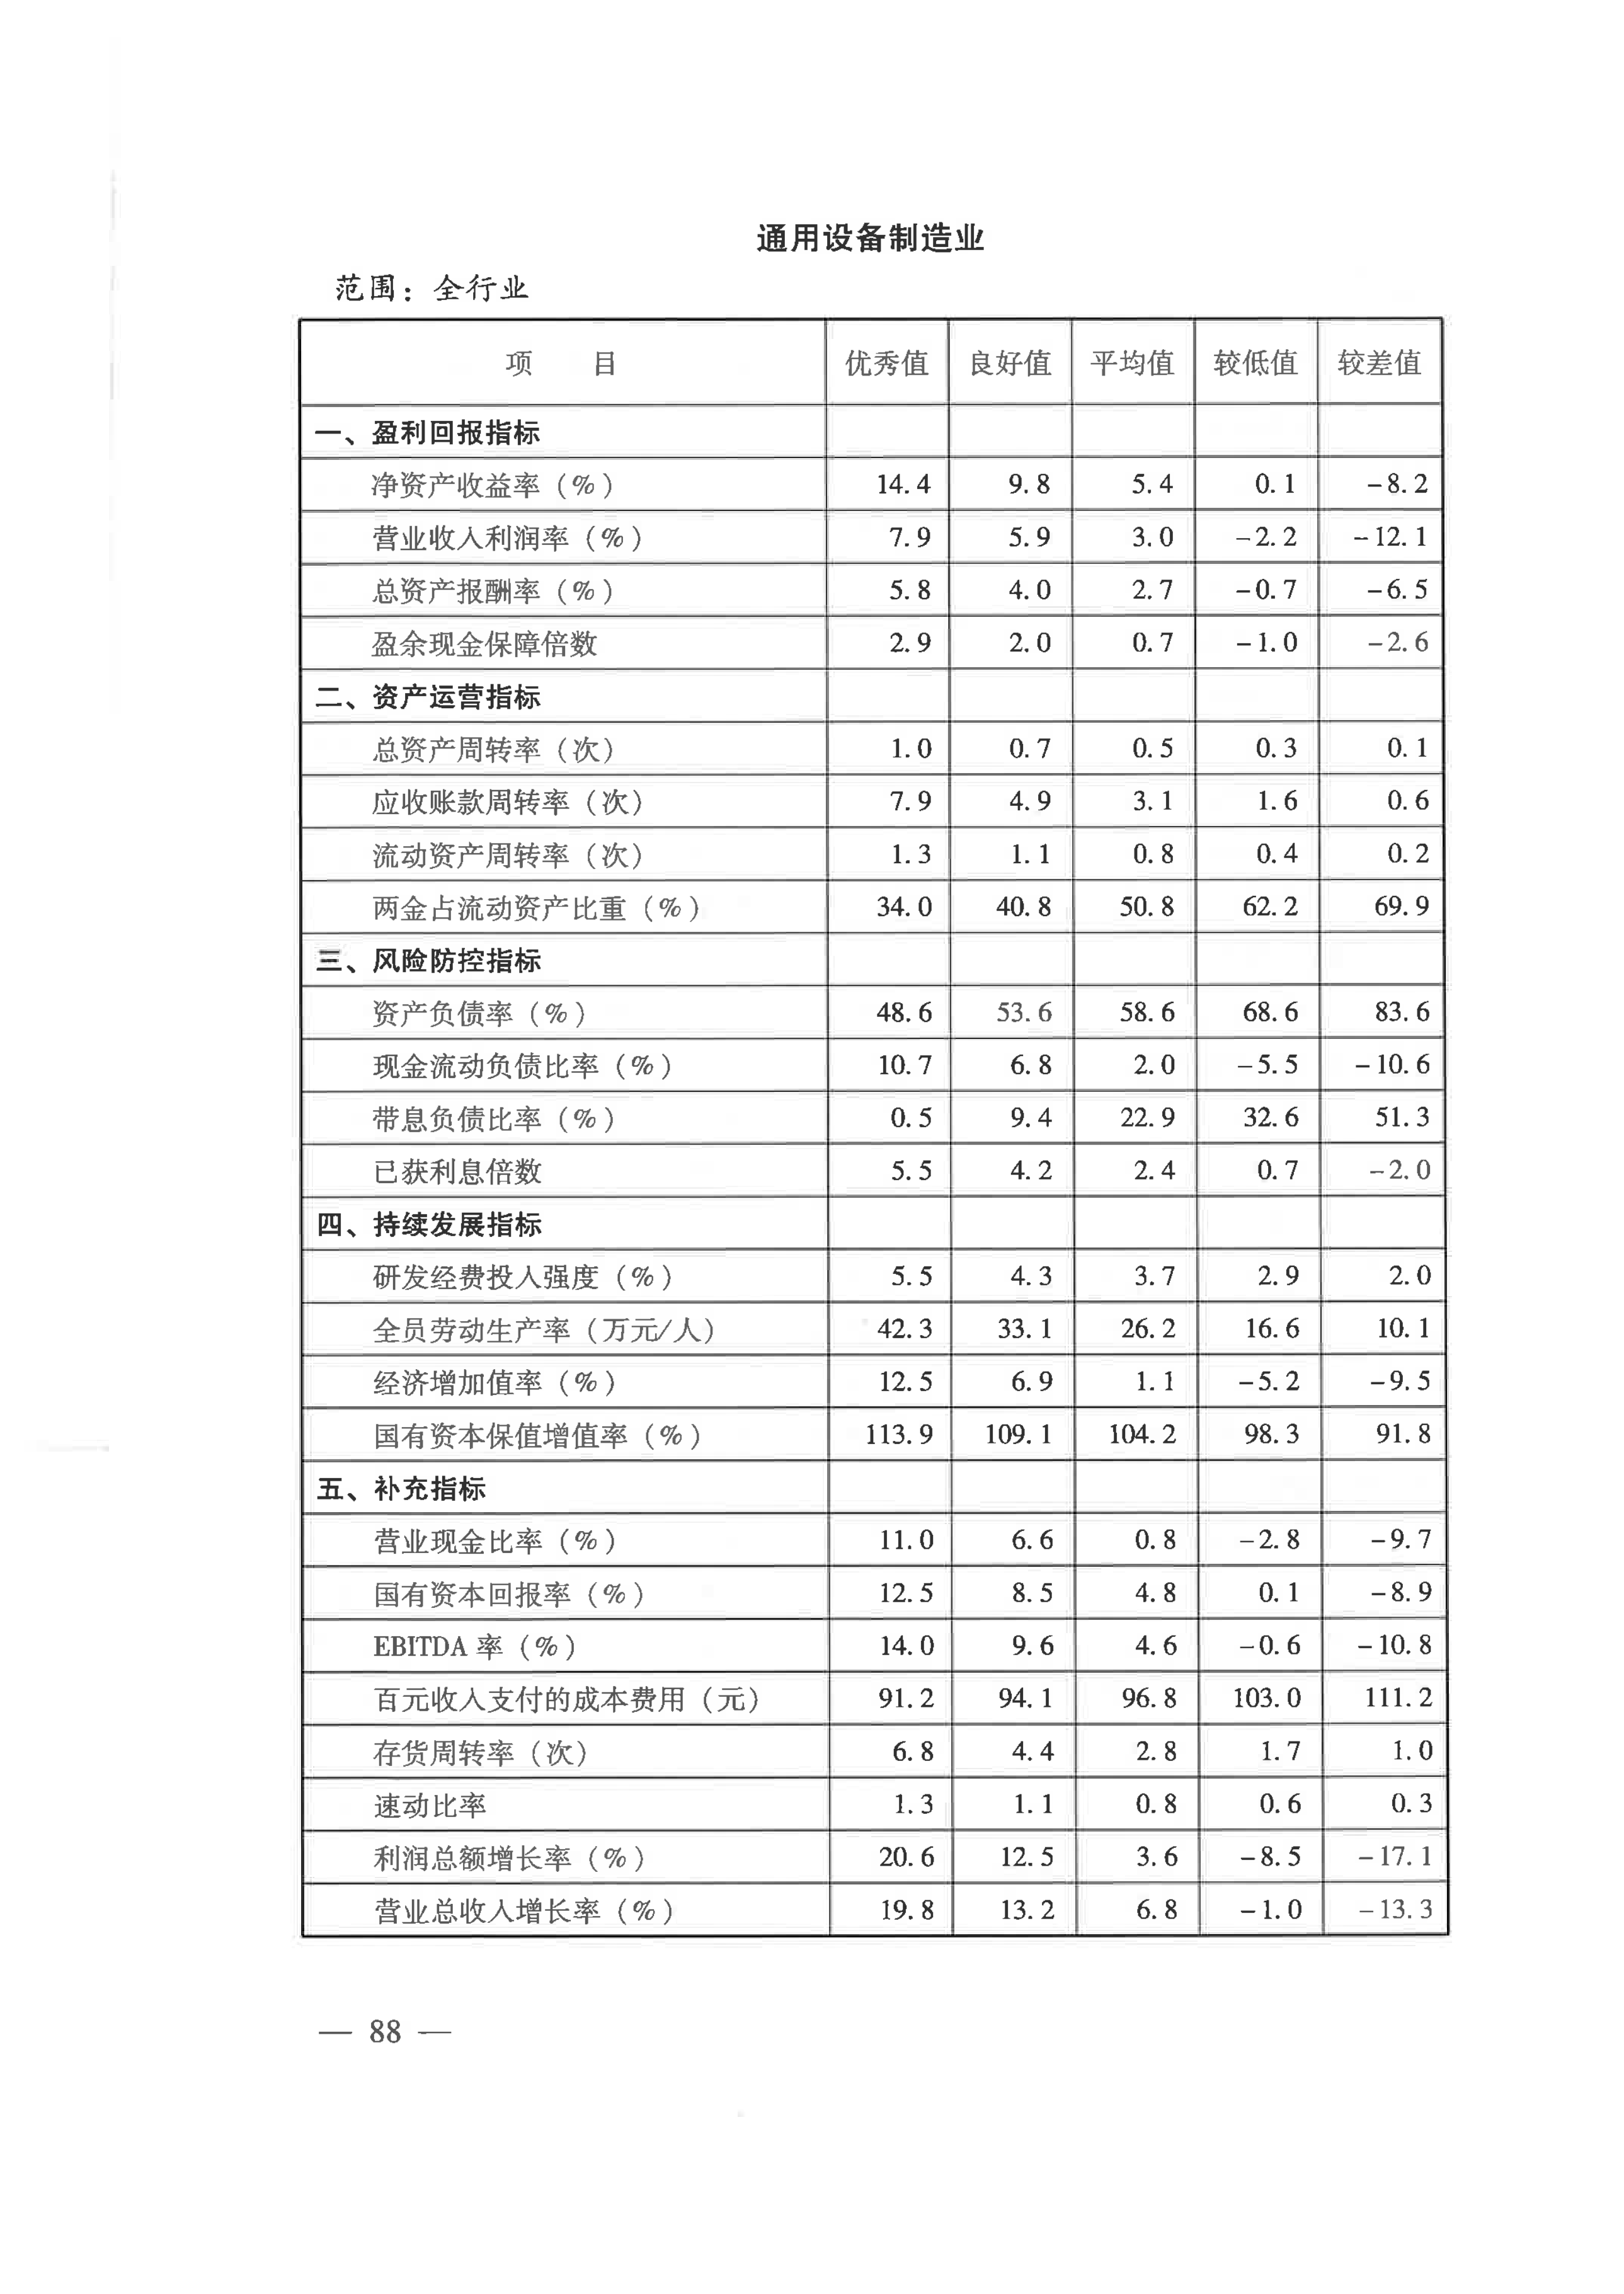 通用设备制造业
范围：全行业
项 目 优秀值 良好值 平均值 较低值 较差值
一、盈利回报指标
净资产收益率（%） 14.4 9.8 5.4 0.1 -8.2
营业收入利润率（%） 7.9 5.9 3.0 -2.2 -12.1
总资产报酬率（%） 5.8 4.0 2.7 -0.7 -6.5
盈余现金保障倍数 2.9 2.0 0.7 -1.0 -2.6
二、资产运营指标
总资产周转率（次） 1.0 0.7 0.5 0.3 0.1
应收账款周转率（次） 7.9 4.9 3.1 1.6 0.6
流动资产周转率（次） 1.3 1.1 0.8 0.4 0.2
两金占流动资产比重（%） 34.0 40.8 50.8 62.2 69.9
三、风险防控指标
资产负债率（%） 48.6 53.6 58.6 68.6 83.6
现金流动负债比率（%） 10.7 6.8 2.0 -5.5 -10.6
带息负债比率（%） 0.5 9.4 22.9 32.6 51.3
已获利息倍数 5.5 4.2 2.4 0.7 -2.0
四、持续发展指标
研发经费投入强度（%） 5.5 4.3 3.7 2.9 2.0
全员劳动生产率（万元/人） 42.3 33.1 26.2 16.6 10.1
经济增加值率（%） 12.5 6.9 1.1 -5.2 -9.5
国有资本保值增值率（%） 113.9 109.1 104.2 98.3 91.8
五、补充指标
营业现金比率（%） 11.0 6.6 0.8 -2.8 -9.7
国有资本回报率（%） 12.5 8.5 4.8 0.1 -8.9
EBITDA 率（%） 14.0 9.6 4.6 -0.6 -10.8
百元收入支付的成本费用（元） 91.2 94.1 96.8 103.0 111.2
存货周转率（次） 6.8 4.4 2.8 1.7 1.0
速动比率 1.3 1.1 0.8 0.6 0.3
利润总额增长率（%） 20.6 12.5 3.6 -8.5 -17.1
营业总收入增长率（%） 19.8 13.2 6.8 -1.0 -13.3
— 88 —